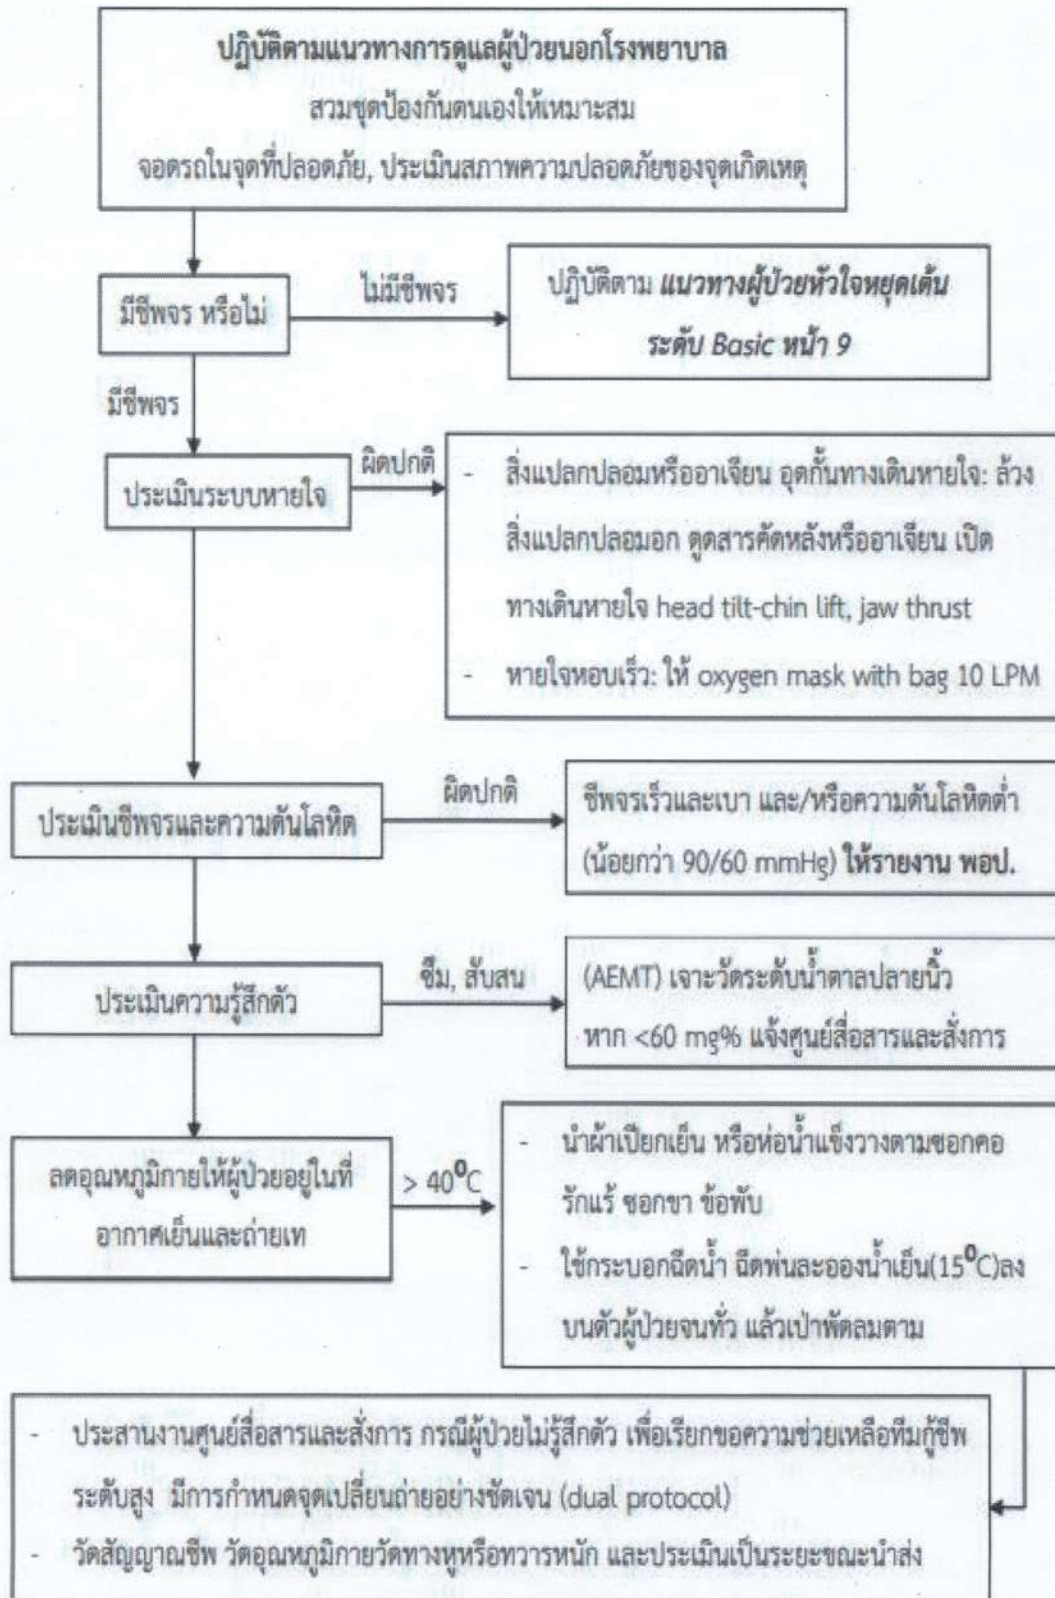 ปฏิบัติตามแนวทางการดูแลผู้ป่วยนอกโรงพยาบาล
สวมชุดป้องกันตนเองให้เหมาะสม
จอดรถในจุดที่ปลอดภัย, ประเมินสภาพความปลอดภัยของจุดเกิดเหตุ
มีชีพจร หรือไม่
ไม่มีชีพจร
ปฏิบัติตาม แนวทางผู้ป่วยหัวใจหยุดเต้น
ระดับ Basic หน้า 9
มีชีพจร
ประเมินระบบหายใจ
ผิดปกติ
- สิ่งแปลกปลอมหรืออาเจียน อุดกั้นทางเดินหายใจ: ล้วง
สิ่งแปลกปลอมอก ดูดสารคัดหลังหรืออาเจียน เปิด
ทางเดินหายใจ head tilt-chin lift, jaw thrust
- หายใจหอบเร็ว: ให้ oxygen mask with bag 10 LPM
ประเมินชีพจรและความดันโลหิต
ผิดปกติ
ชีพจรเร็วและเบา และ/หรือความดันโลหิตต่ำ
(น้อยกว่า 90/60 mmHg) ให้รายงาน พอป.
ประเมินความรู้สึกตัว
ซึม, สับสน
(AEMT) เจาะวัดระดับน้ำตาลปลายนิ้ว
หาก <60 mg% แจ้งศูนย์สื่อสารและสั่งการ
ลดอุณหภูมิกายให้ผู้ป่วยอยู่ในที่
อากาศเย็นและถ่ายเท
> 40⁰C
- นำผ้าเปียกเย็น หรือห่อน้ำแข็งวางตามซอกคอ
รักแร้ ซอกขา ข้อพับ
- ใช้กระบอกฉีดน้ำ ฉีดพ่นละอองน้ำเย็น(15⁰C)ลง
บนตัวผู้ป่วยจนทั่ว แล้วเป่าพัดลมตาม
- ประสานงานศูนย์สื่อสารและสั่งการ กรณีผู้ป่วยไม่รู้สึกตัว เพื่อเรียกขอความช่วยเหลือทีมกู้ชีพ
ระดับสูง มีการกำหนดจุดเปลี่ยนถ่ายอย่างชัดเจน (dual protocol)
- วัดสัญญาณชีพ วัดอุณหภูมิกายวัดทางหูหรือทวารหนัก และประเมินเป็นระยะขณะนำส่ง